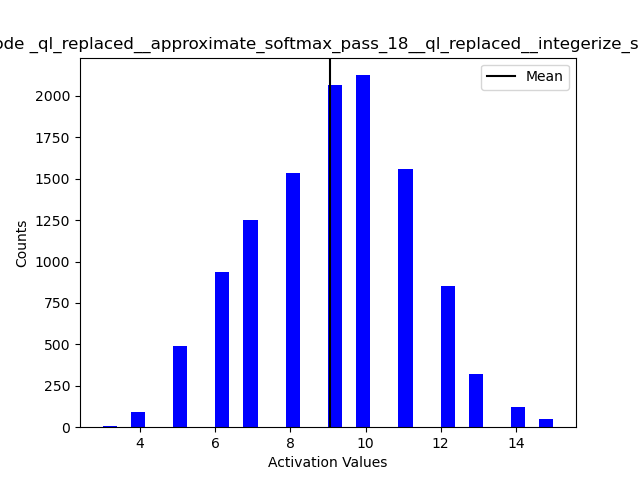 ode _ql_replaced__approximate_softmax_pass_18__ql_replaced__integerize_s
Mean
2000
1750
1500
1250
1000
750
500
250
0
Counts
4 6 8 10 12 14
Activation Values